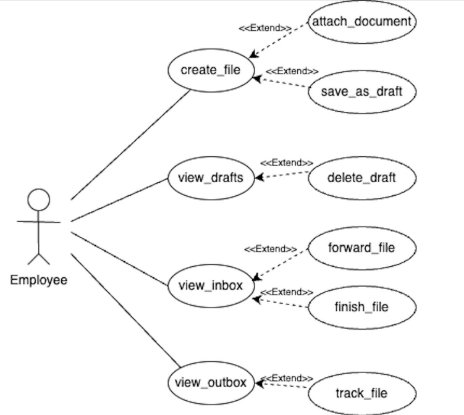 attach_document
<<Extend>>
create_file
<<Extend>>
save_as_draft
<<Extend>>
view_drafts
delete_draft
forward_file
<<Extend>>
Employee
view_inbox
<<Extend>>
finish_file
<<Extend>>
view_outbox
track_file